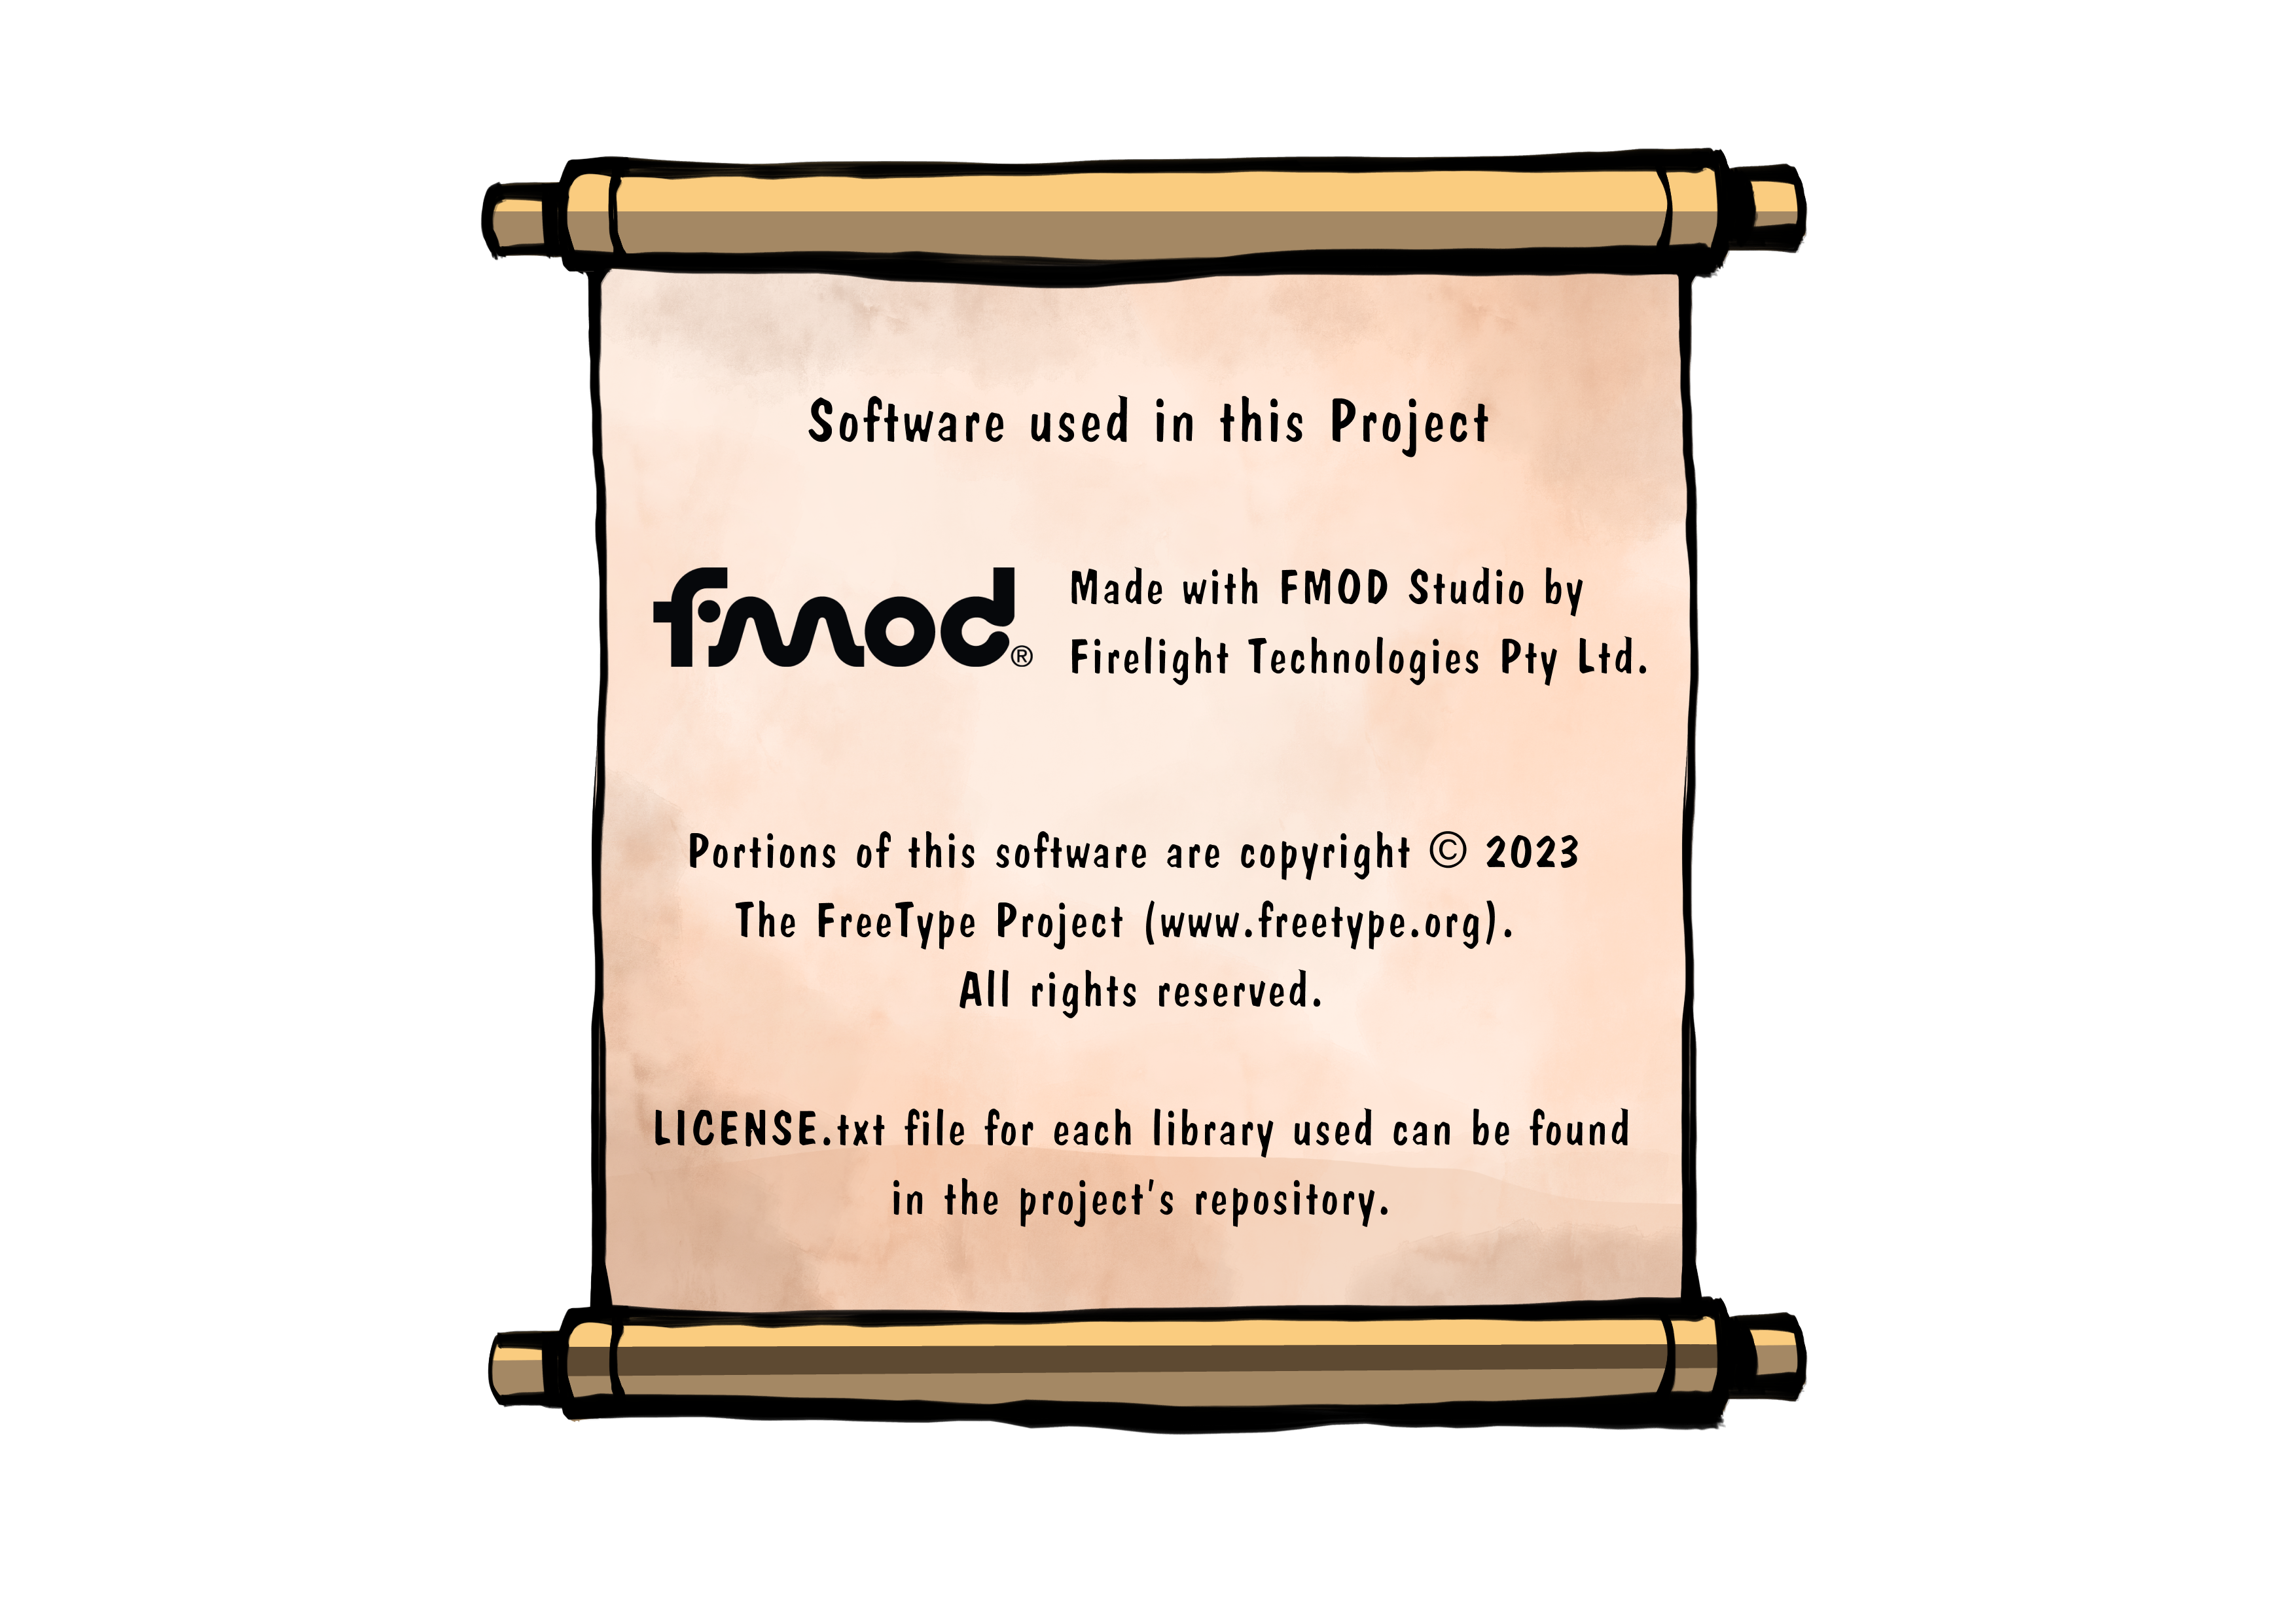 Software used in this Project
fmod®
Made with FMOD Studio by
Firelight Technologies Pty Ltd.
Portions of this software are copyright © 2023
The FreeType Project (www.freetype.org).
All rights reserved.
LICENSE.txt file for each library used can be found
in the project's repository.